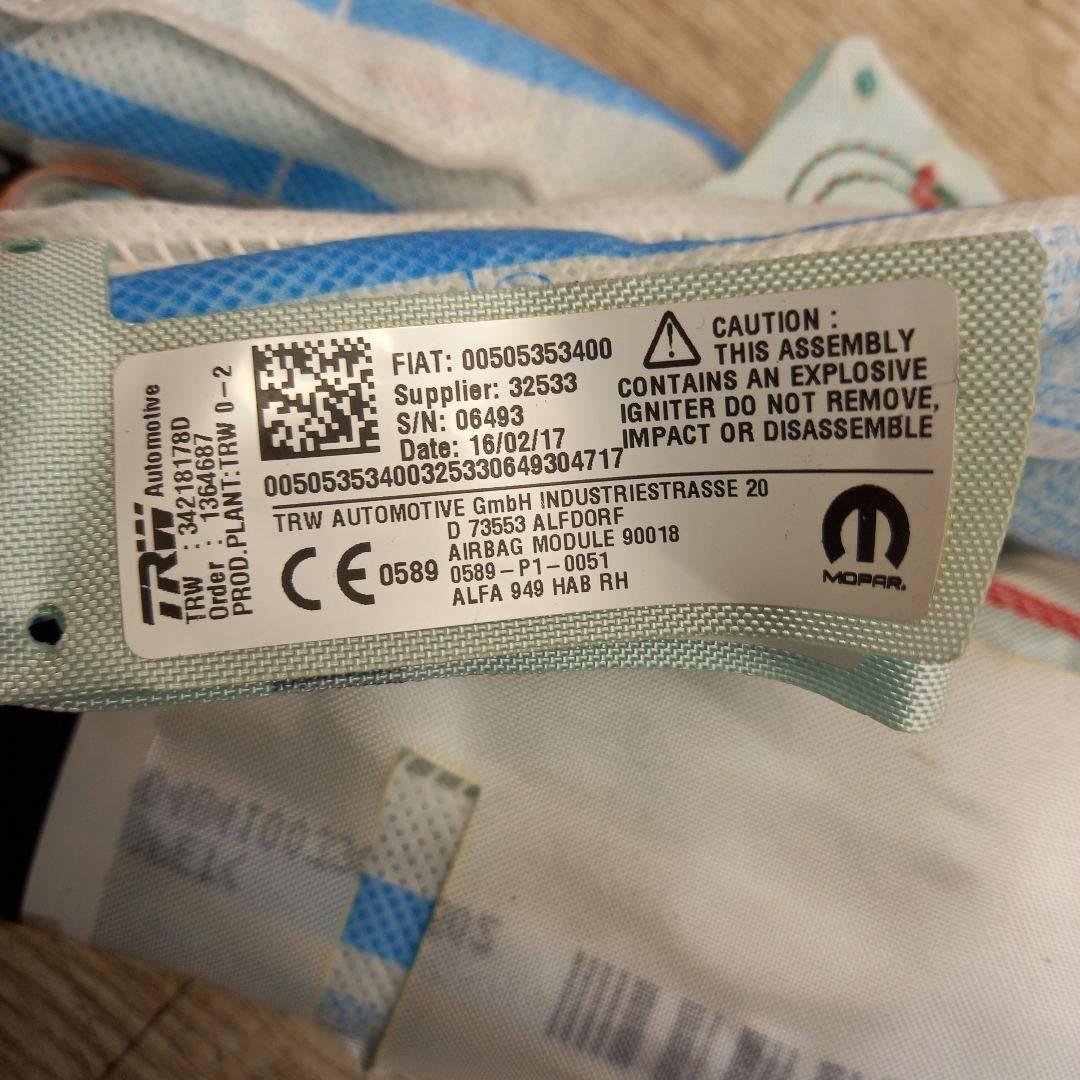 TRW Automotive
TRW : 34218178D
Order : 1364687
PROD.PLANT:TRW 0-2
FIAT: 00505353400
Supplier: 32533
S/N: 06493
Date: 16/02/17
00505353400325330649304717
CAUTION :
THIS ASSEMBLY
CONTAINS AN EXPLOSIVE
IGNITER DO NOT REMOVE,
IMPACT OR DISASSEMBLE
TRW AUTOMOTIVE GmbH INDUSTRIESTRASSE 20
D 73553 ALFDORF
AIRBAG MODULE 90018
CE 0589 0589-P1-0051
ALFA 949 HAB RH
MOPAR.